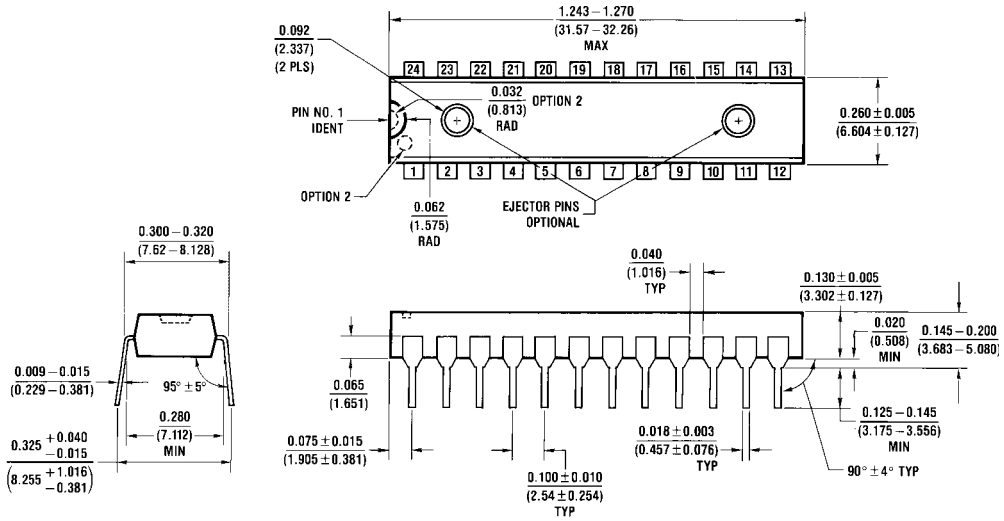 1.243 – 1.270
(31.57 – 32.26)
MAX
0.092
(2.337)
(2 PLS)
24 23 22 21 20 19 18 17 16 15 14 13
0.032
(0.813)
RAD
OPTION 2
PIN NO. 1
IDENT
0.260 ± 0.005
(6.604 ± 0.127)
1 2 3 4 5 6 7 8 9 10 11 12
OPTION 2
0.062
(1.575)
RAD
EJECTOR PINS
OPTIONAL
0.300 – 0.320
(7.62 – 8.128)
0.040
(1.016)
TYP
0.130 ± 0.005
(3.302 ± 0.127)
0.020
(0.508)
MIN
0.145 – 0.200
(3.683 – 5.080)
0.009 – 0.015
(0.229 – 0.381)
95° ± 5°
0.280
(7.112)
MIN
0.065
(1.651)
0.125 – 0.145
(3.175 – 3.556)
MIN
0.325 + 0.040
– 0.015
(8.255 + 1.016
– 0.381)
0.075 ± 0.015
(1.905 ± 0.381)
0.018 ± 0.003
(0.457 ± 0.076)
TYP
90° ± 4° TYP
0.100 ± 0.010
(2.54 ± 0.254)
TYP